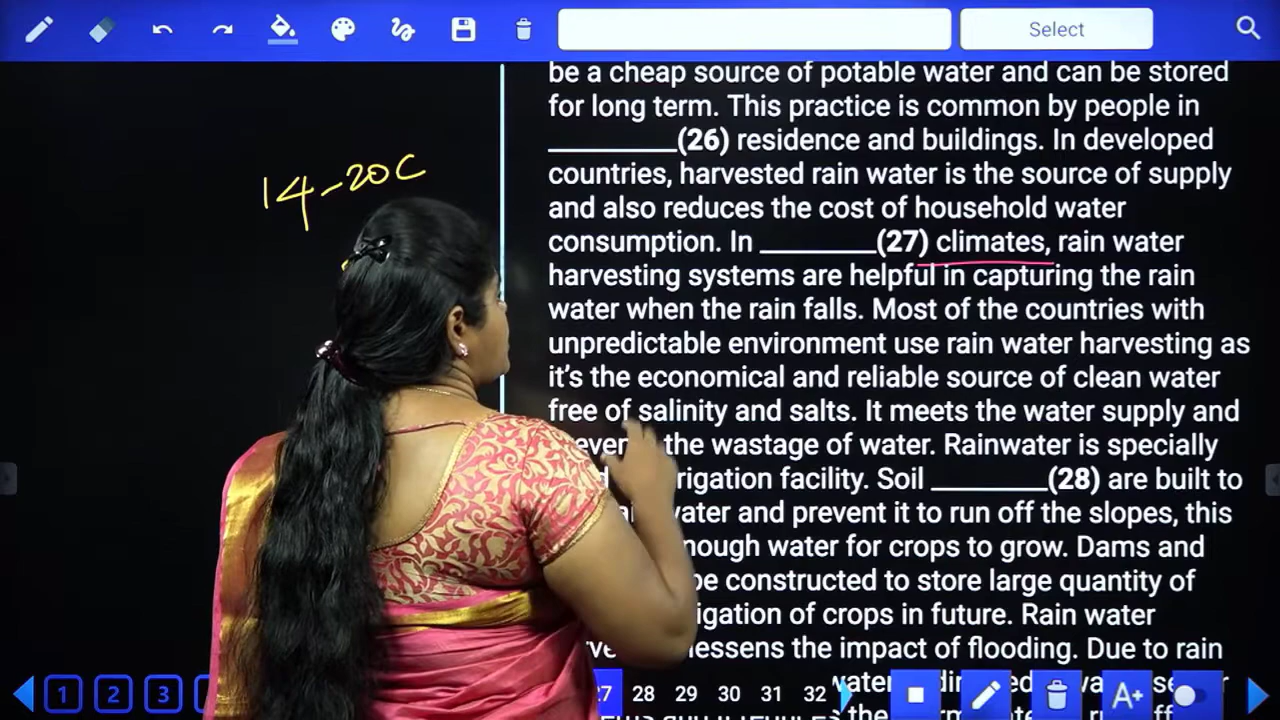 Select
14-20C
be a cheap source of potable water and can be stored
for long term. This practice is common by people in
_________(26) residence and buildings. In developed
countries, harvested rain water is the source of supply
and also reduces the cost of household water
consumption. In ________(27) climates, rain water
harvesting systems are helpful in capturing the rain
water when the rain falls. Most of the countries with
unpredictable environment use rain water harvesting as
it's the economical and reliable source of clean water
free of salinity and salts. It meets the water supply and
the wastage of water. Rainwater is specially
facility. Soil ________(28) are built to
water and prevent it to run off the slopes, this
water for crops to grow. Dams and
be constructed to store large quantity of
of crops in future. Rain water
lessens the impact of flooding. Due to rain
1 2 3 27 28 29 30 31 32 A+